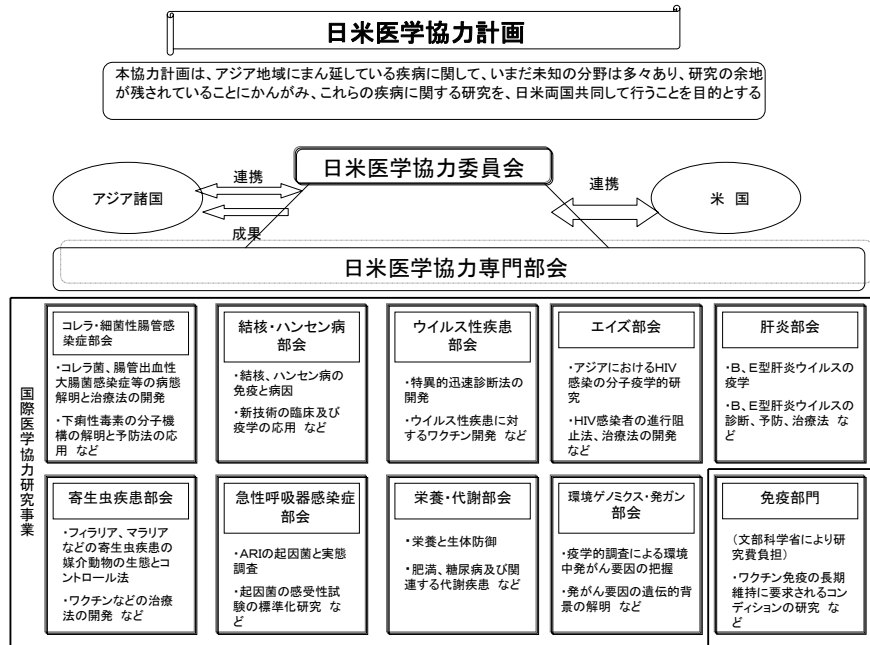 日米医学協力計画
本協力計画は、アジア地域にまん延している疾病に関して、いまだ未知の分野は多々あり、研究の余地
が残されていることにかんがみ、これらの疾病に関する研究を、日米両国共同して行うことを目的とする
日米医学協力委員会
アジア諸国
連携
成果
連携
米 国
日米医学協力専門部会
国際医学協力研究事業
コレラ・細菌性腸管感
染症部会
・コレラ菌、腸管出血性
大腸菌感染症等の病態
解明と治療法の開発
・下痢性毒素の分子機
構の解明と予防法の応
用 など
結核・ハンセン病
部会
・結核、ハンセン病の
免疫と病因
・新技術の臨床及び
疫学の応用 など
ウイルス性疾患
部会
・特異的迅速診断法の
開発
・ウイルス性疾患に対
するワクチン開発 など
エイズ部会
・アジアにおけるHIV
感染の分子疫学的研
究
・HIV感染者の進行阻
止法、治療法の開発
など
肝炎部会
・B、E型肝炎ウイルスの
疫学
・B、E型肝炎ウイルスの
診断、予防、治療法 な
ど
寄生虫疾患部会
・フィラリア、マラリア
などの寄生虫疾患の
媒介動物の生態とコ
ントロール法
・ワクチンなどの治療
法の開発 など
急性呼吸器感染症
部会
・ARIの起因菌と実態
調査
・起因菌の感受性試
験の標準化研究 な
ど
栄養・代謝部会
・栄養と生体防御
・肥満、糖尿病及び関
連する代謝疾患 など
環境ゲノミクス・発ガン
部会
・疫学的調査による環境
中発がん要因の把握
・発がん要因の遺伝的背
景の解明 など
免疫部門
(文部科学省により研
究費負担)
・ワクチン免疫の長期
維持に要求されるコン
ディションの研究 な
ど